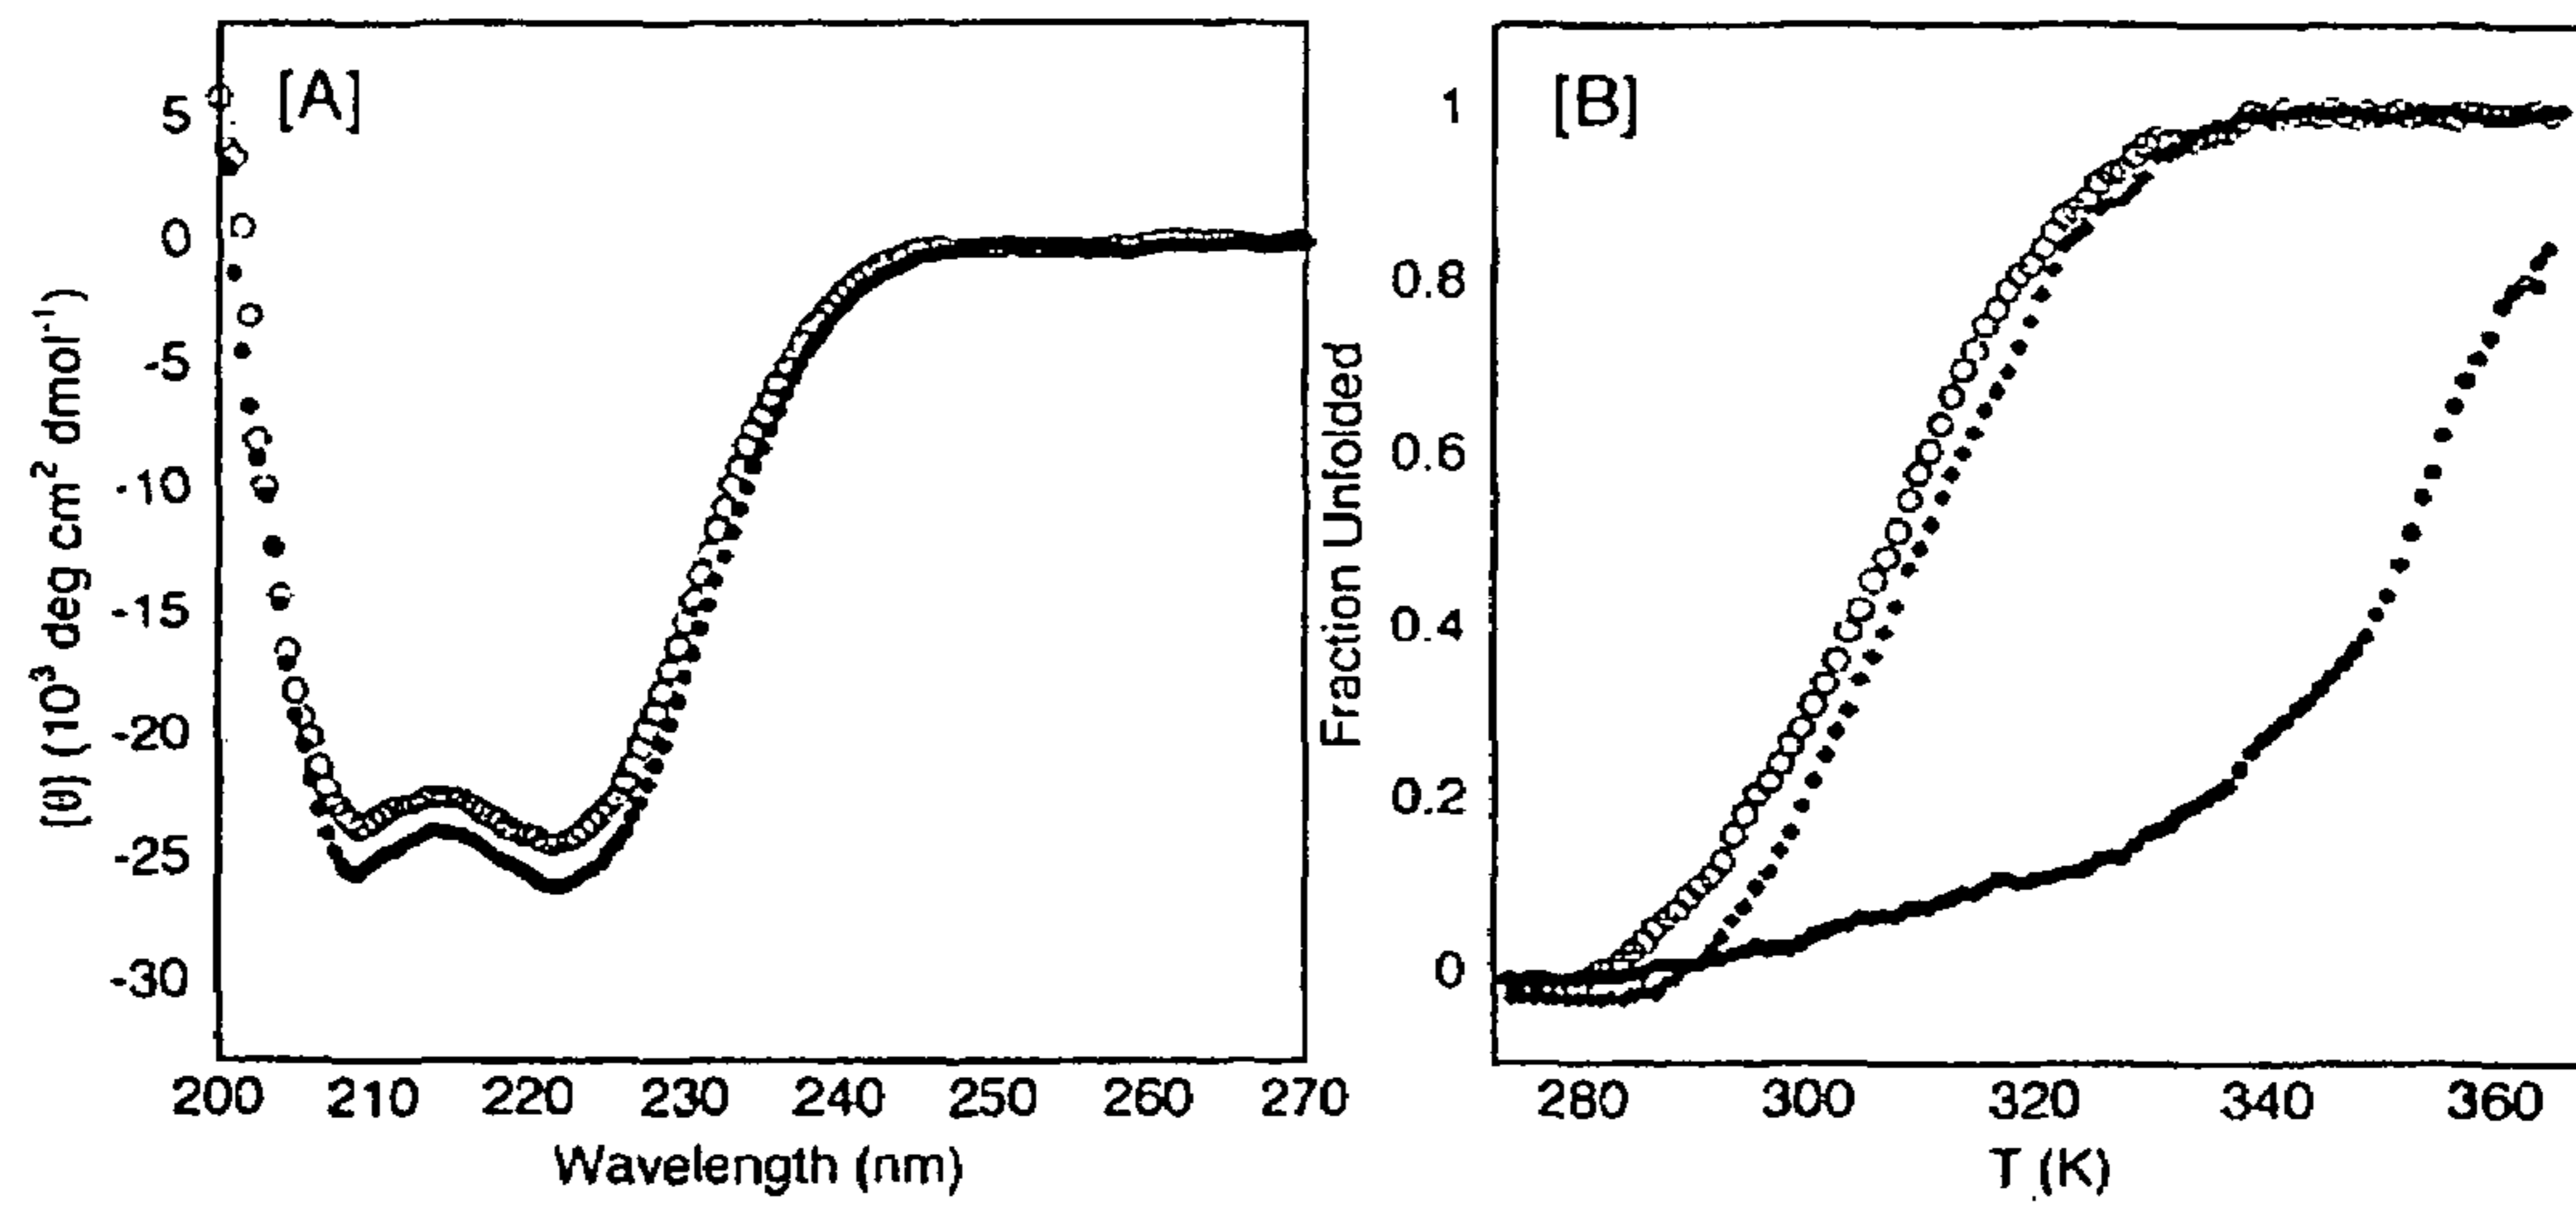 [A]
5
0
-5
-10
-15
-20
-25
-30
[θ] (10³ deg cm² dmol⁻¹)
200 210 220 230 240 250 260 270
Wavelength (nm)
[B]
1
0.8
0.6
0.4
0.2
0
Fraction Unfolded
280 300 320 340 360
T (K)